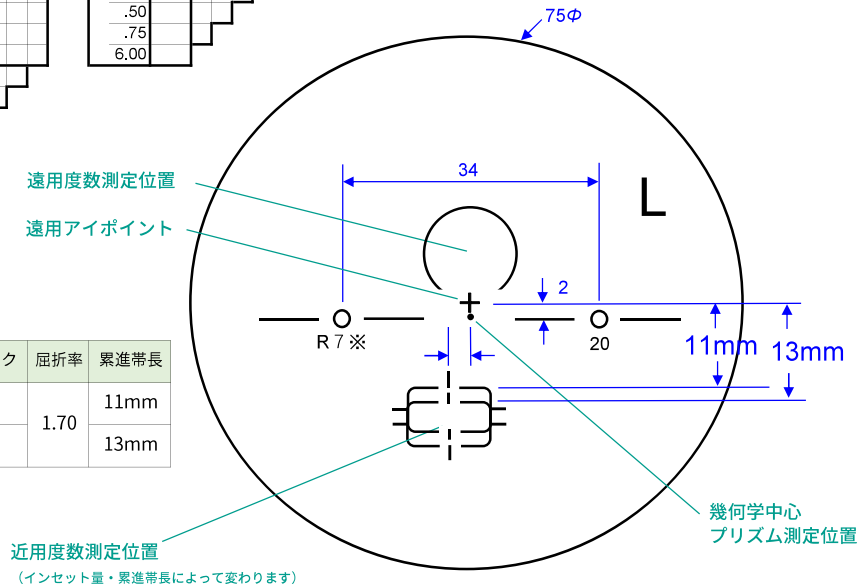 .50
.75
6.00
75Φ
34
遠用度数測定位置
遠用アイポイント
L
2
R 7 ※
20
11mm
13mm
ク 屈折率 累進帯長
1.70
11mm
13mm
近用度数測定位置
(インセット量・累進帯長によって変わります)
幾何学中心
プリズム測定位置